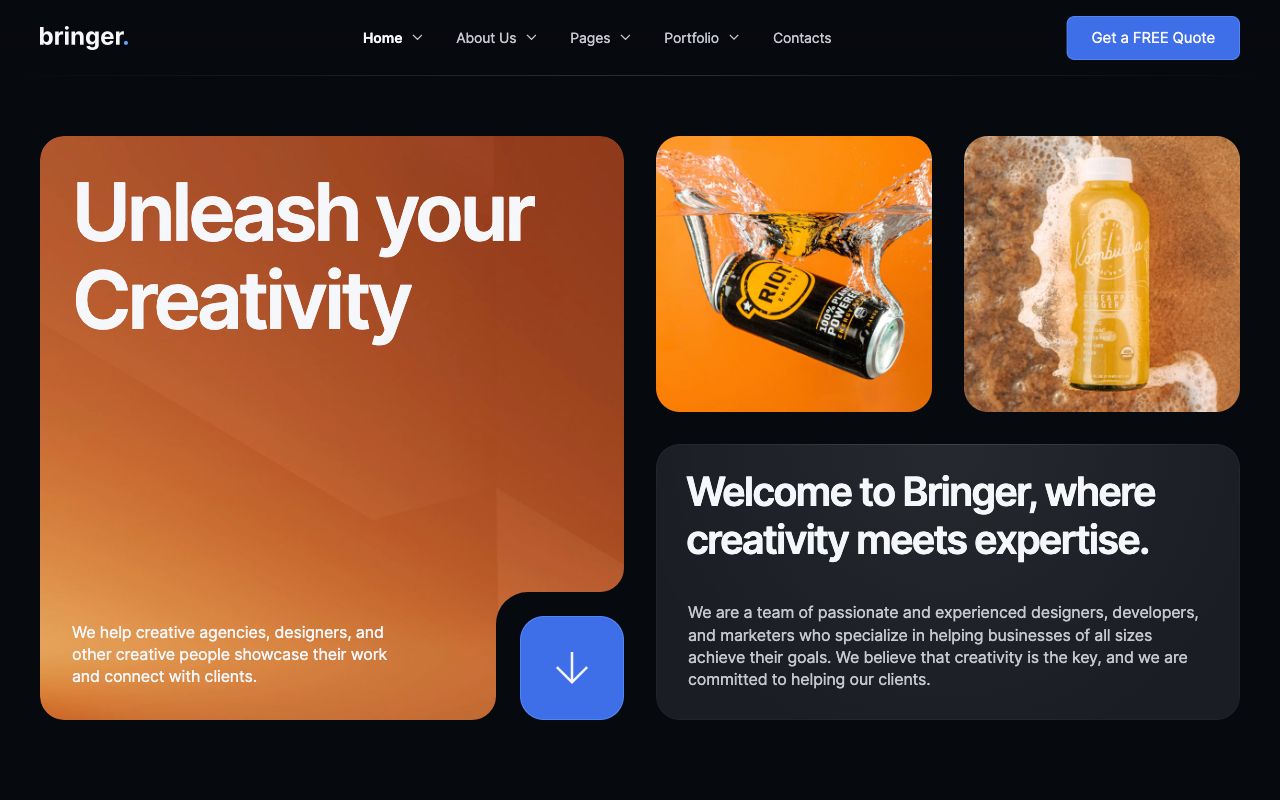 bringer.
Home
About Us
Pages
Portfolio
Contacts
Get a FREE Quote
Unleash your
Creativity
We help creative agencies, designers, and
other creative people showcase their work
and connect with clients.
RIOT
ENERGY
100% PLANT
POWERED
Kombucha
PINEAPPLE
GINGER
Welcome to Bringer, where
creativity meets expertise.
We are a team of passionate and experienced designers, developers,
and marketers who specialize in helping businesses of all sizes
achieve their goals. We believe that creativity is the key, and we are
committed to helping our clients.